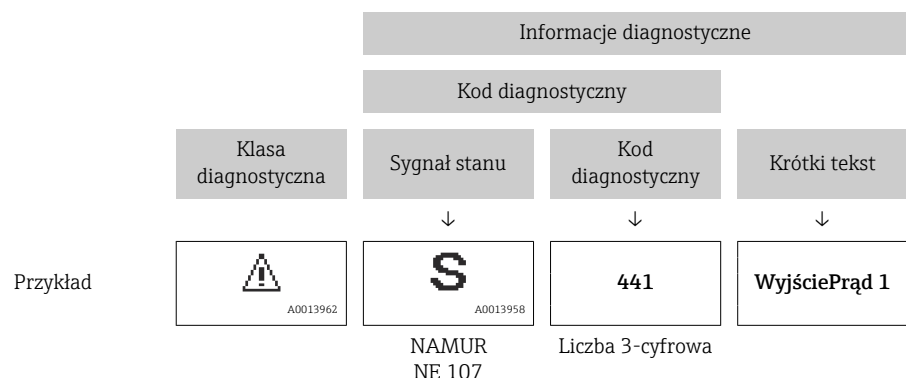 Informacje diagnostyczne
Kod diagnostyczny
Klasa
diagnostyczna
Sygnał stanu
Kod
diagnostyczny
Krótki tekst
↓ ↓ ↓
Przykład
A0013962
S
A0013958
441
WyjściePrąd 1
NAMUR
NE 107
Liczba 3-cyfrowa